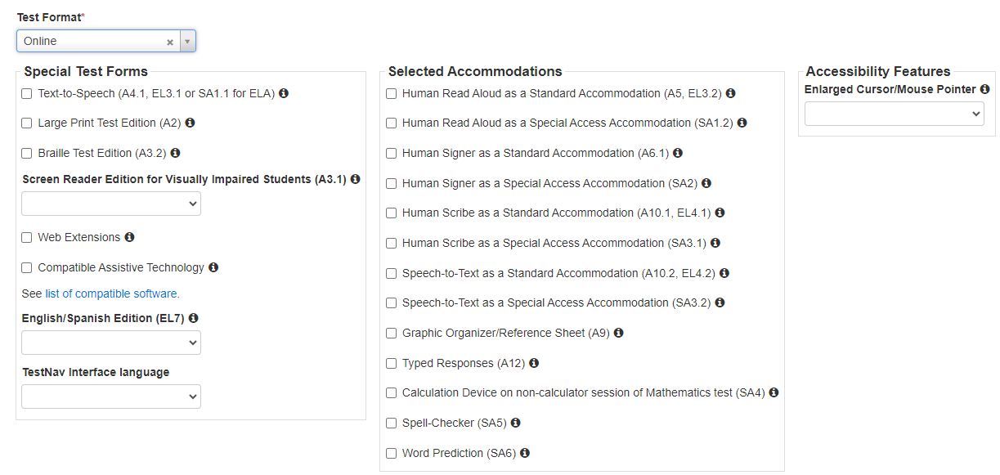 Test Format*
Online
Special Test Forms
Text-to-Speech (A4.1, EL3.1 or SA1.1 for ELA)
Large Print Test Edition (A2)
Braille Test Edition (A3.2)
Screen Reader Edition for Visually Impaired Students (A3.1)
Web Extensions
Compatible Assistive Technology
See list of compatible software.
English/Spanish Edition (EL7)
TestNav Interface language
Selected Accommodations
Human Read Aloud as a Standard Accommodation (A5, EL3.2)
Human Read Aloud as a Special Access Accommodation (SA1.2)
Human Signer as a Standard Accommodation (A6.1)
Human Signer as a Special Access Accommodation (SA2)
Human Scribe as a Standard Accommodation (A10.1, EL4.1)
Human Scribe as a Special Access Accommodation (SA3.1)
Speech-to-Text as a Standard Accommodation (A10.2, EL4.2)
Speech-to-Text as a Special Access Accommodation (SA3.2)
Graphic Organizer/Reference Sheet (A9)
Typed Responses (A12)
Calculation Device on non-calculator session of Mathematics test (SA4)
Spell-Checker (SA5)
Word Prediction (SA6)
Accessibility Features
Enlarged Cursor/Mouse Pointer